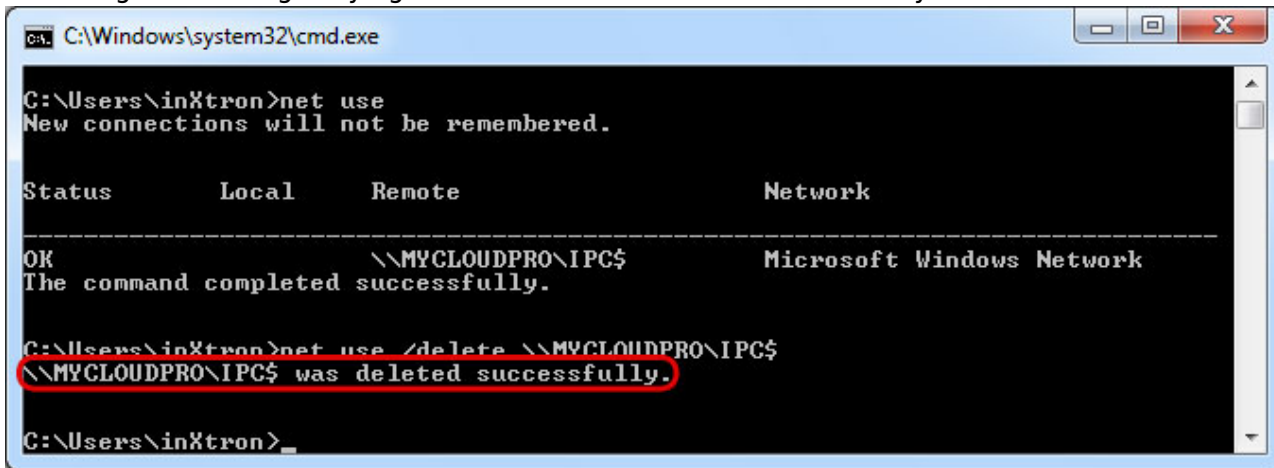 C:\Windows\system32\cmd.exe
C:\Users\inXtron>net use
New connections will not be remembered.
Status Local Remote Network
-------------------------------------------------------------------------------
OK \\MYCLOUDPRO\IPC$ Microsoft Windows Network
The command completed successfully.
C:\Users\inXtron>net use /delete \\MYCLOUDPRO\IPC$
\\MYCLOUDPRO\IPC$ was deleted successfully.
C:\Users\inXtron>_